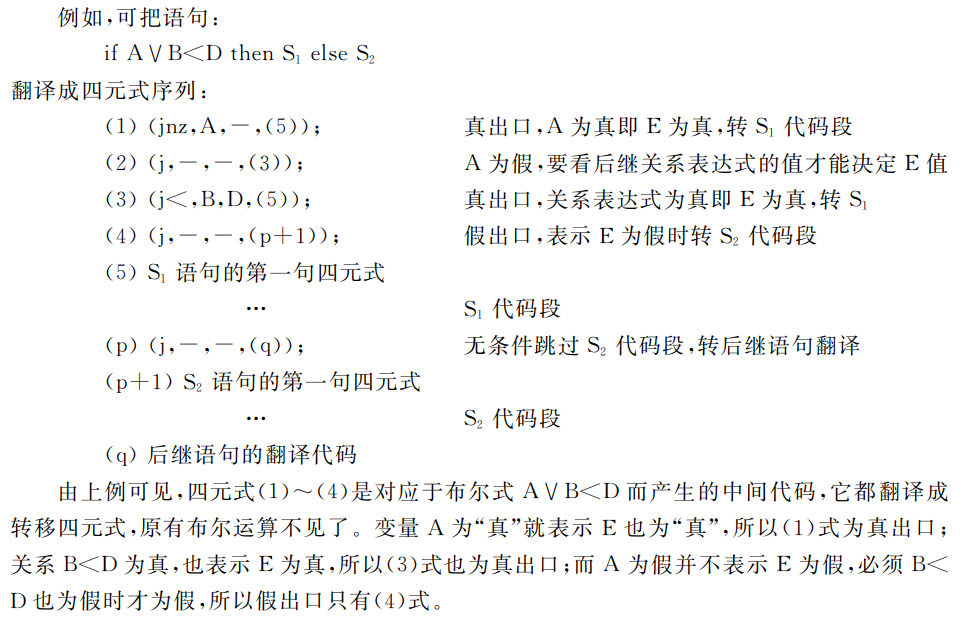 例如,可把语句:
if A∨B<D then S₁ else S₂
翻译成四元式序列:
(1) (jnz,A,-,(5)); 真出口,A 为真即 E 为真,转 S₁ 代码段
(2) (j,-,-,(3)); A 为假,要看后继关系表达式的值才能决定 E 值
(3) (j<,B,D,(5)); 真出口,关系表达式为真即 E 为真,转 S₁
(4) (j,-,-,(p+1)); 假出口,表示 E 为假时转 S₂ 代码段
(5) S₁ 语句的第一句四元式
… S₁ 代码段
(p) (j,-,-,(q)); 无条件跳过 S₂ 代码段,转后继语句翻译
(p+1) S₂ 语句的第一句四元式
… S₂ 代码段
(q) 后继语句的翻译代码
由上例可见,四元式(1)~(4)是对应于布尔式 A∨B<D 而产生的中间代码,它都翻译成
转移四元式,原有布尔运算不见了。变量 A 为“真”就表示 E 也为“真”,所以(1)式为真出口;
关系 B<D 为真,也表示 E 为真,所以(3)式也为真出口;而 A 为假并不表示 E 为假,必须 B<
D 也为假时才为假,所以假出口只有(4)式。